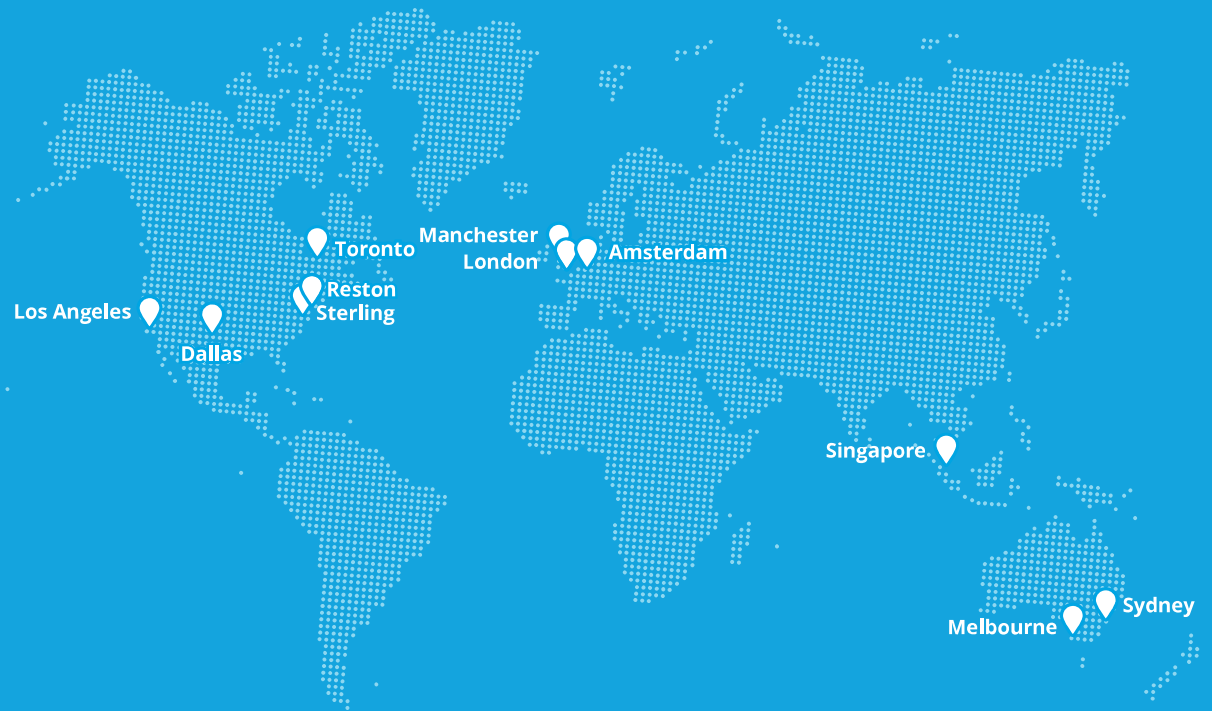 Manchester
Toronto
Amsterdam
London
Reston
Los Angeles
Sterling
Dallas
Singapore
Sydney
Melbourne